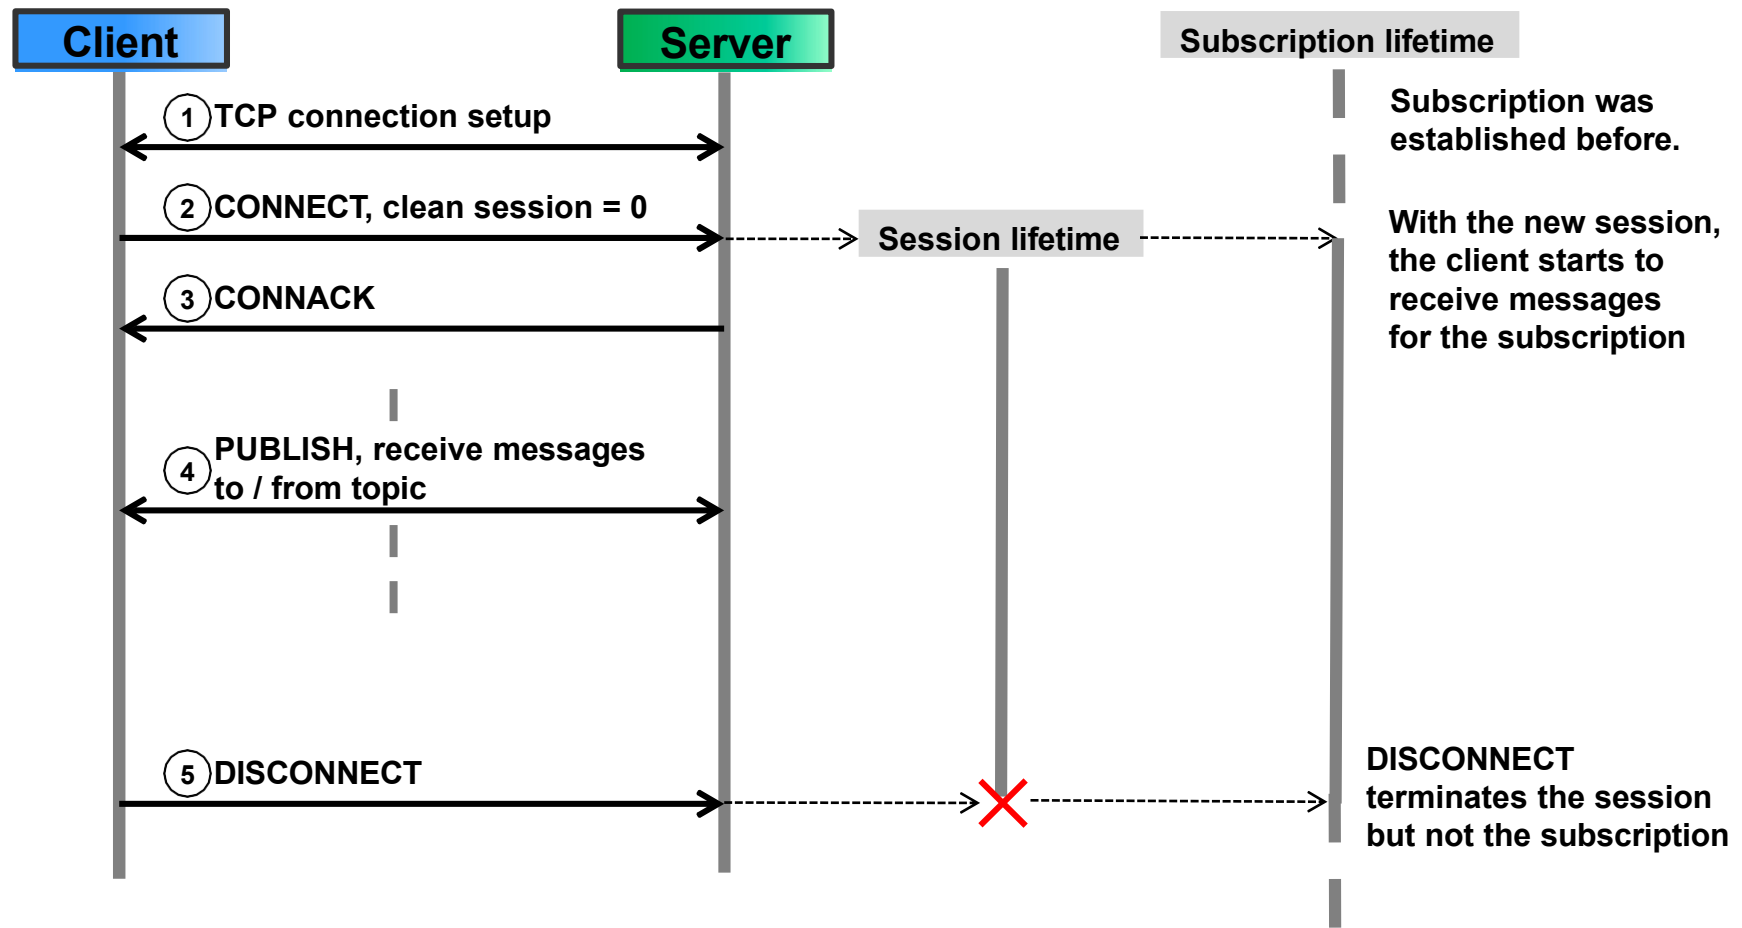 Client
Server
Subscription lifetime
1 TCP connection setup
Subscription was
established before.
2 CONNECT, clean session = 0
Session lifetime
With the new session,
the client starts to
receive messages
for the subscription
3 CONNACK
4 PUBLISH, receive messages
to / from topic
5 DISCONNECT
DISCONNECT
terminates the session
but not the subscription